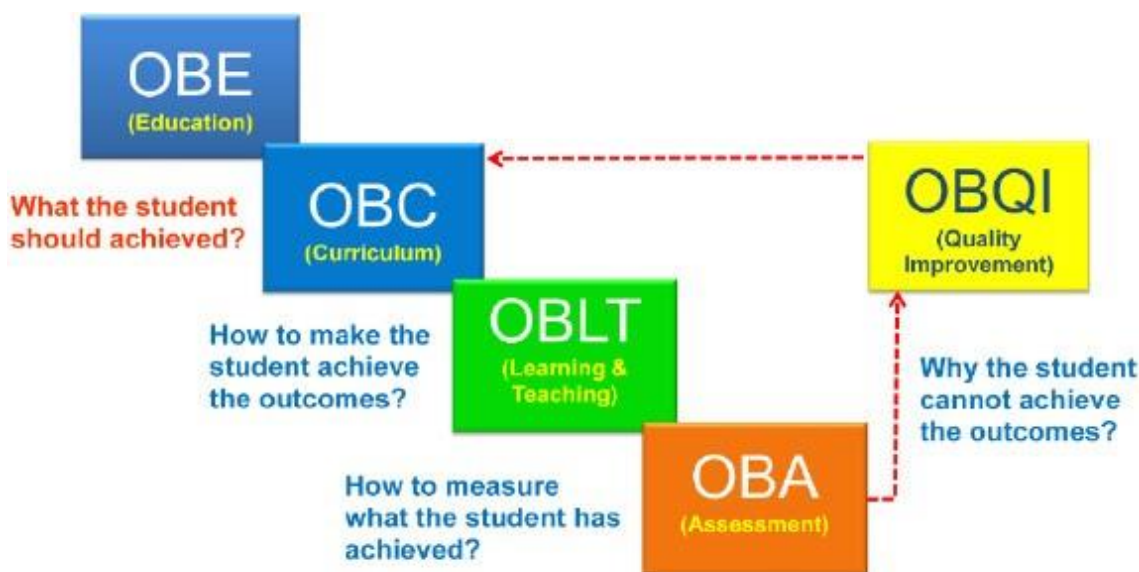 OBE
(Education)
What the student
should achieved?
OBC
(Curriculum)
OBQI
(Quality
Improvement)
How to make the
student achieve
the outcomes?
OBLT
(Learning &
Teaching)
Why the student
cannot achieve
the outcomes?
How to measure
what the student has
achieved?
OBA
(Assessment)